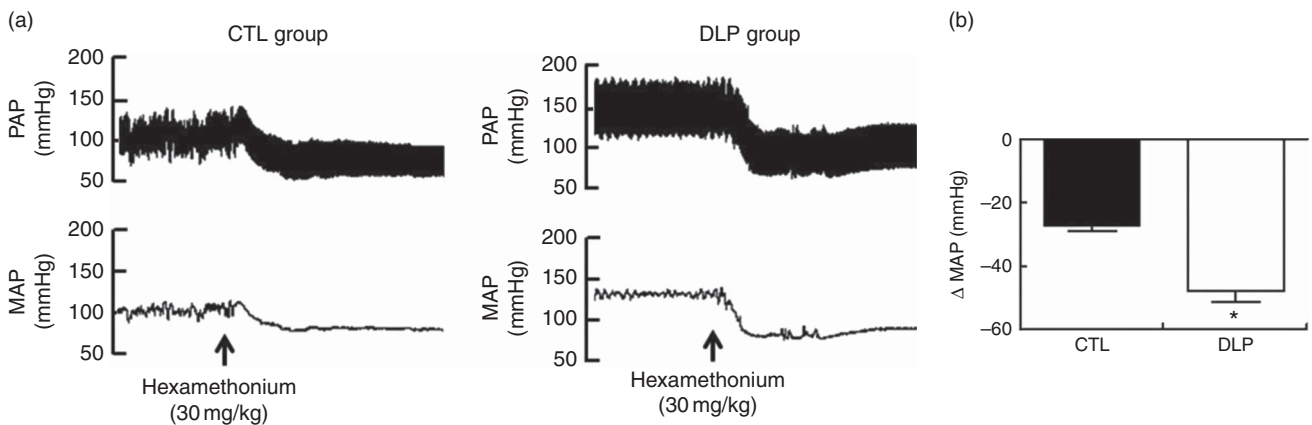 (a)
CTL group
DLP group
(b)
PAP
(mmHg)
200
150
100
50
PAP
(mmHg)
200
150
100
50
MAP
(mmHg)
200
150
100
50
MAP
(mmHg)
200
150
100
50
Hexamethonium
(30 mg/kg)
Hexamethonium
(30 mg/kg)
Δ MAP (mmHg)
0
−20
−40
−60
*
CTL
DLP